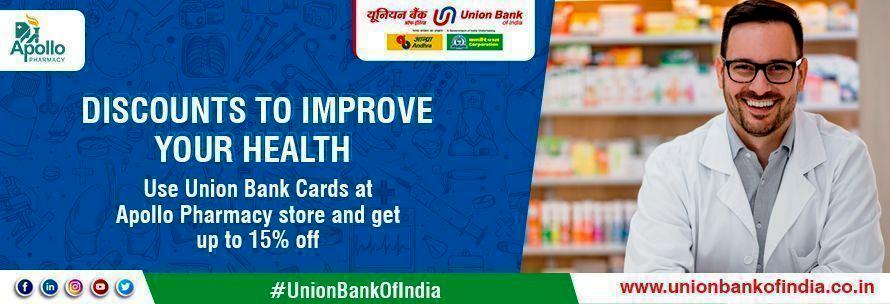 Apollo
PHARMACY
यूनियन बैंक
Union Bank
of India
Andhra
Corporation
DISCOUNTS TO IMPROVE
YOUR HEALTH
Use Union Bank Cards at
Apollo Pharmacy store and get
up to 15% off
#UnionBankOfIndia
www.unionbankofindia.co.in